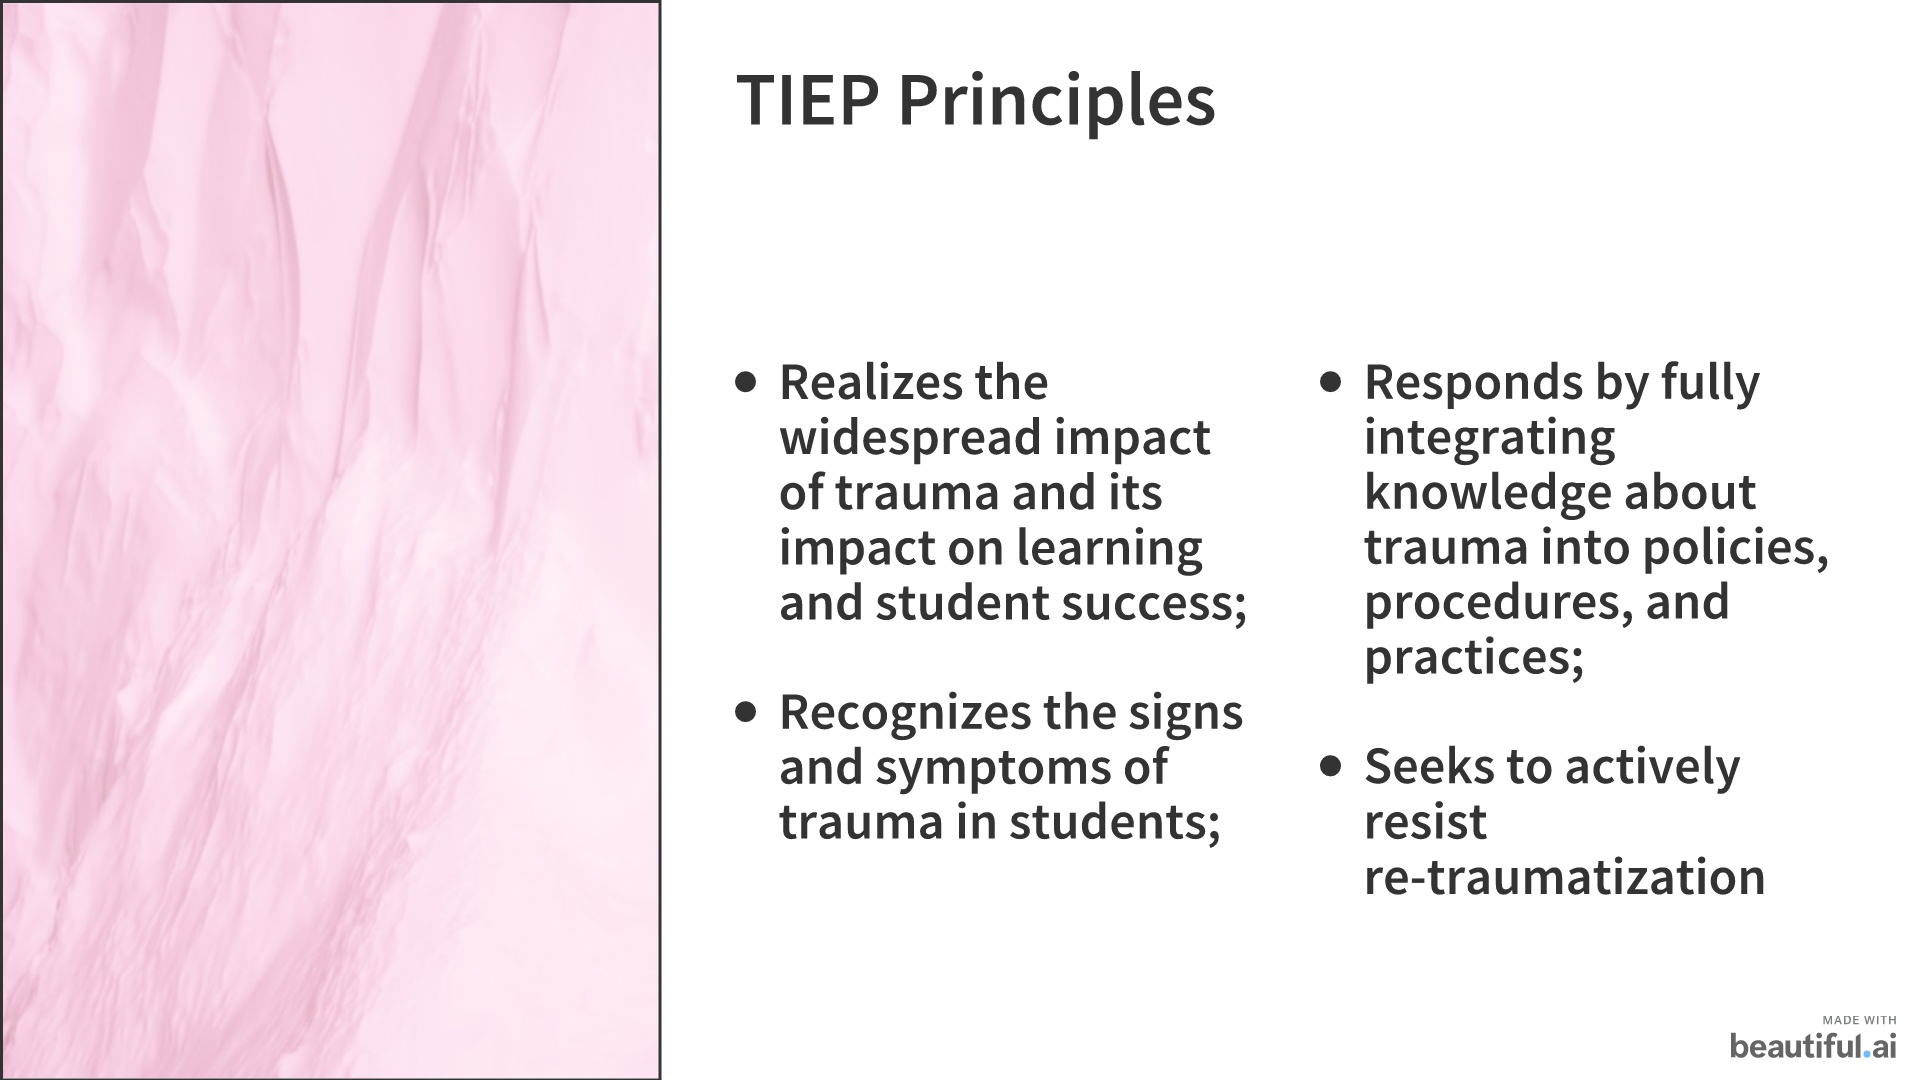 TIEP Principles
Realizes the
widespread impact
of trauma and its
impact on learning
and student success;
Recognizes the signs
and symptoms of
trauma in students;
Responds by fully
integrating
knowledge about
trauma into policies,
procedures, and
practices;
Seeks to actively
resist
re-traumatization
MADE WITH
beautiful.ai